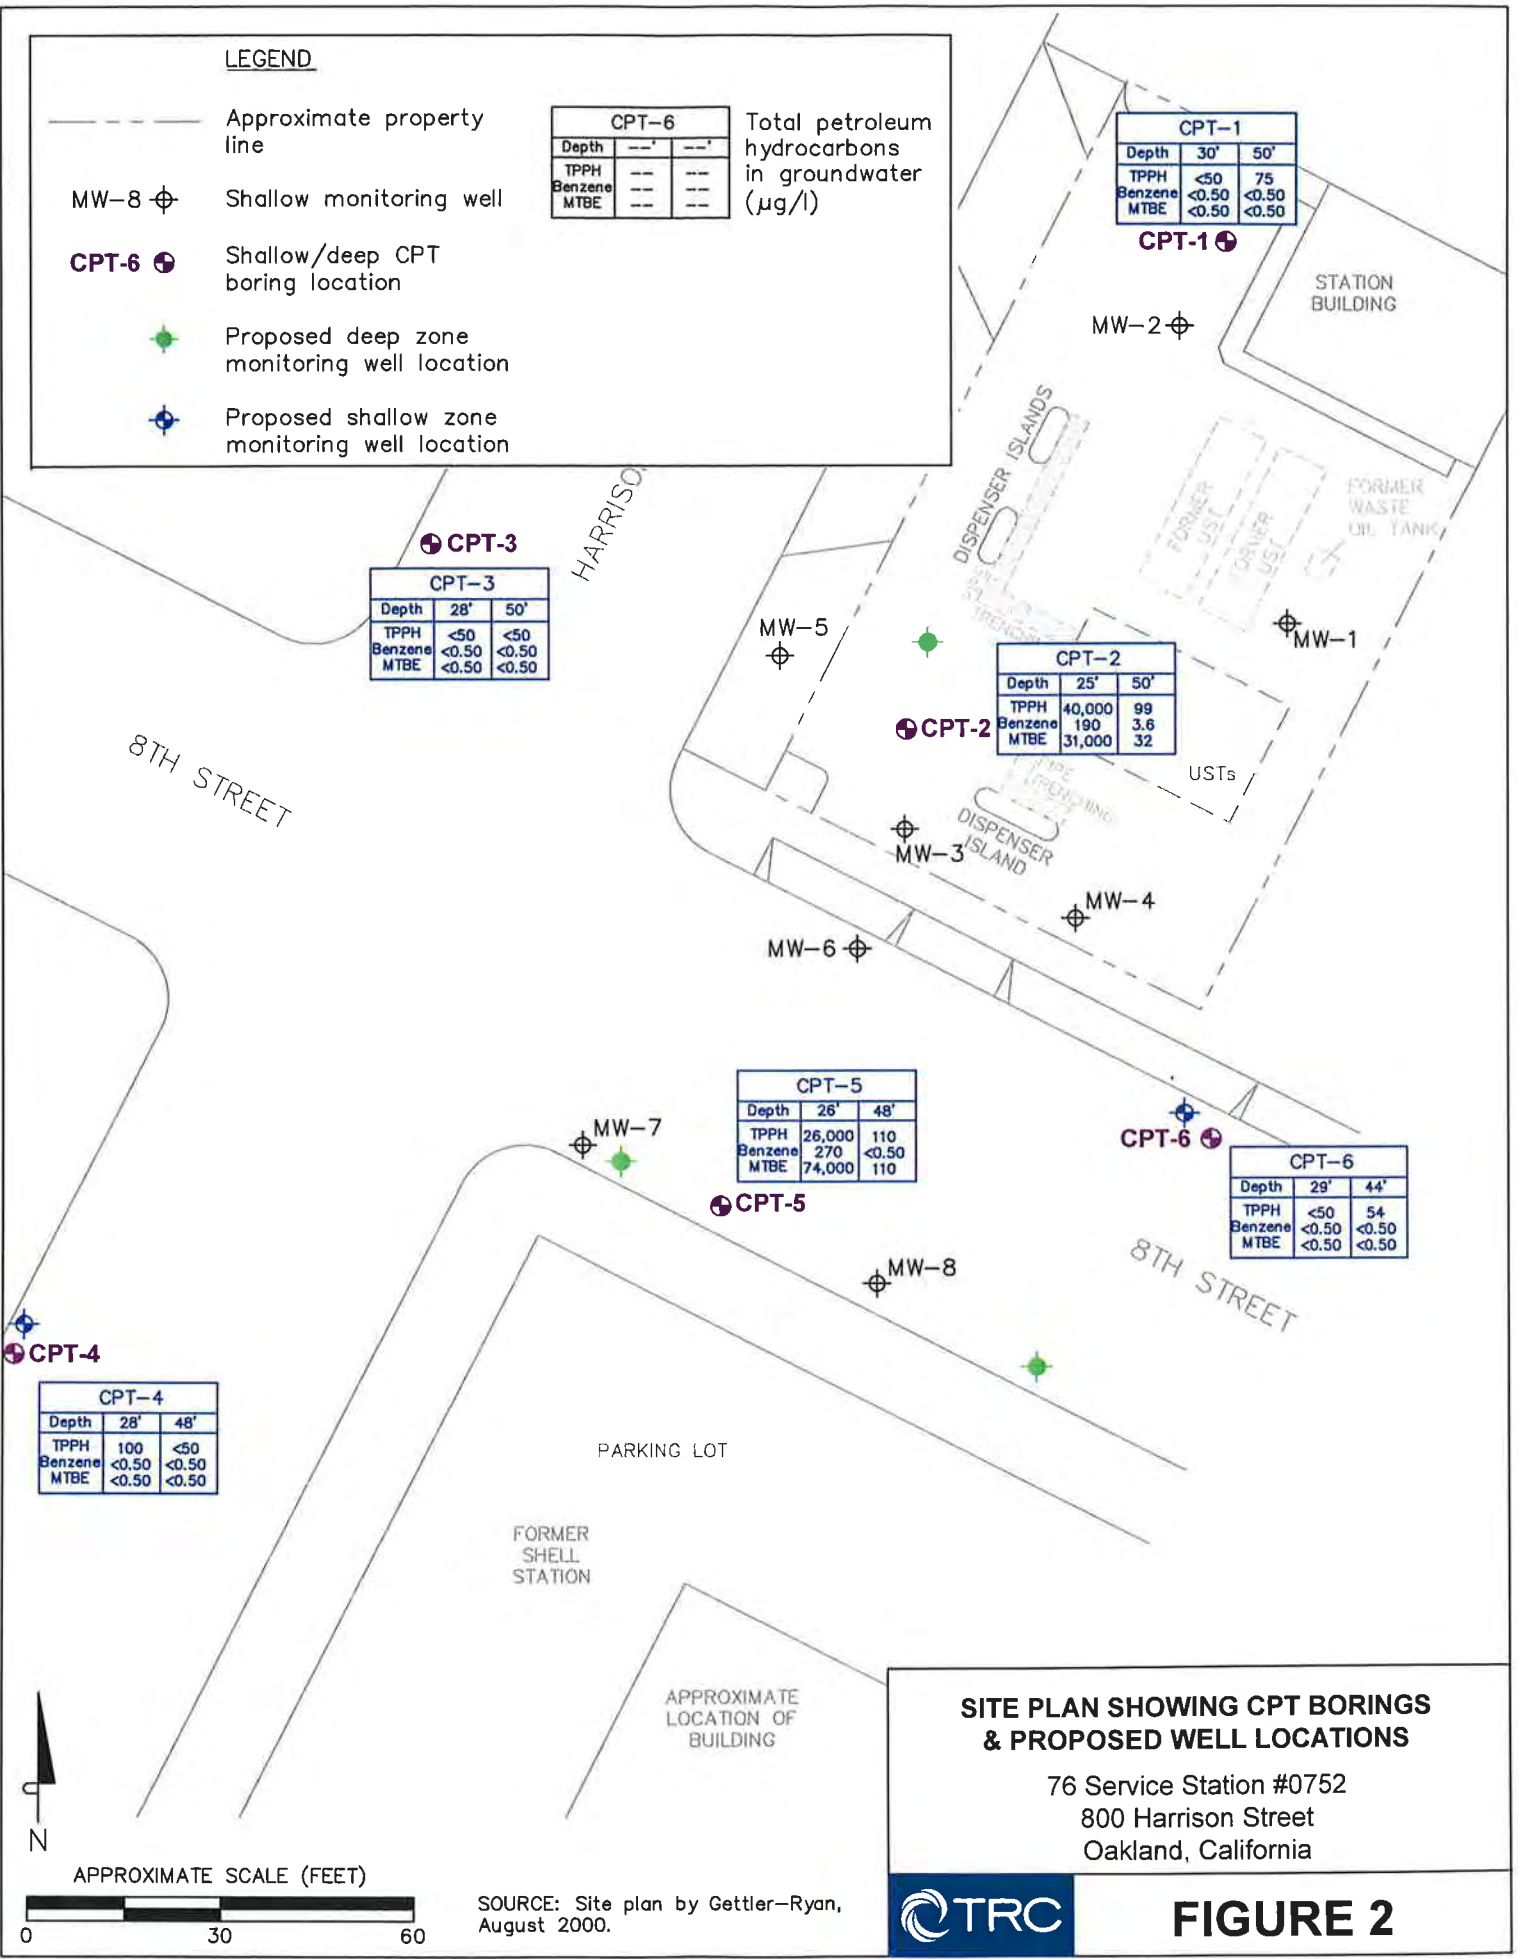 LEGEND
Approximate property
line
MW-8
Shallow monitoring well
CPT-6
Shallow/deep CPT
boring location
Proposed deep zone
monitoring well location
Proposed shallow zone
monitoring well location
CPT-6
Depth --' --'
TPPH -- --
Benzene -- --
MTBE -- --
Total petroleum
hydrocarbons
in groundwater
(µg/l)
CPT-1
Depth 30' 50'
TPPH <50 75
Benzene <0.50 <0.50
MTBE <0.50 <0.50
CPT-1
STATION
BUILDING
MW-2
DISPENSER ISLANDS
FORMER
UST
FORMER
UST
FORMER
WASTE
OIL TANK
HARRISO
CPT-3
CPT-3
Depth 28' 50'
TPPH <50 <50
Benzene <0.50 <0.50
MTBE <0.50 <0.50
MW-5
MW-1
CPT-2
Depth 25' 50'
TPPH 40,000 99
Benzene 190 3.6
MTBE 31,000 32
CPT-2
USTs
8TH STREET
PIPE
TRENCHING
DISPENSER
ISLAND
MW-3
MW-4
MW-6
CPT-5
Depth 26' 48'
TPPH 26,000 110
Benzene 270 <0.50
MTBE 74,000 110
MW-7
CPT-5
CPT-6
CPT-6
Depth 29' 44'
TPPH <50 54
Benzene <0.50 <0.50
MTBE <0.50 <0.50
MW-8
8TH STREET
CPT-4
CPT-4
Depth 28' 48'
TPPH 100 <50
Benzene <0.50 <0.50
MTBE <0.50 <0.50
PARKING LOT
FORMER
SHELL
STATION
APPROXIMATE
LOCATION OF
BUILDING
N
APPROXIMATE SCALE (FEET)
0 30 60
SOURCE: Site plan by Gettler-Ryan,
August 2000.
SITE PLAN SHOWING CPT BORINGS
& PROPOSED WELL LOCATIONS
76 Service Station #0752
800 Harrison Street
Oakland, California
TRC
FIGURE 2